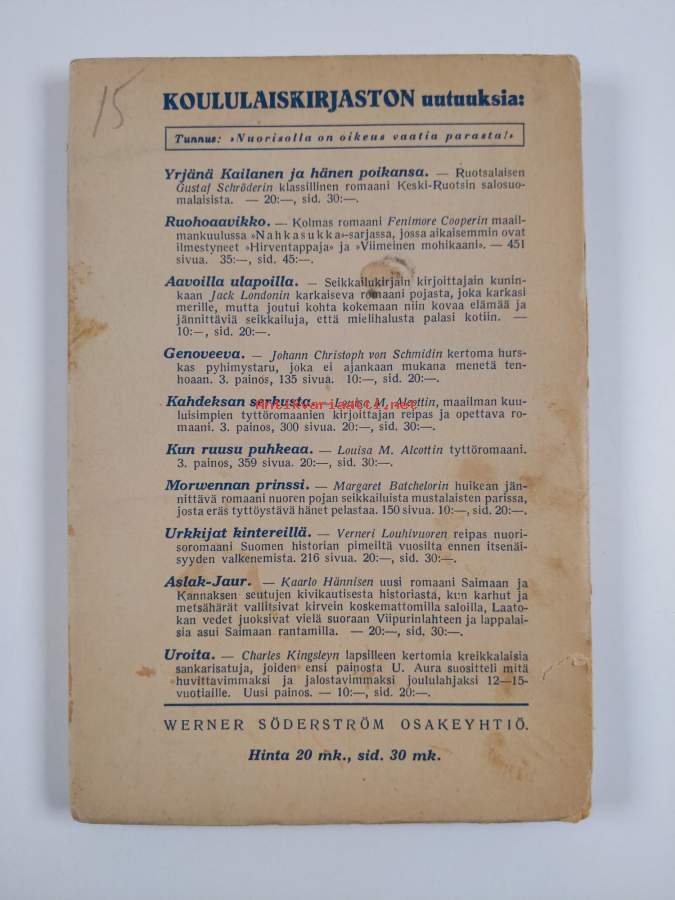 15
KOULULAISKIRJASTON uutuuksia:
Tunnus: »Nuorisolla on oikeus vaatia parasta!»
Yrjänä Kailanen ja hänen poikansa. — Ruotsalaisen
Gustaf Schröderin klassillinen romaani Keski-Ruotsin salosuo-
malaisista. — 20:—, sid. 30:—.
Ruohoaavikko. — Kolmas romaani Fenimore Cooperin maail-
mankuulussa »Nahkasukka»-sarjassa, jossa aikaisemmin ovat
ilmestyneet »Hirventappaja» ja »Viimeinen mohikaani». — 451
sivua. 35:—, sid. 45:—.
Aavoilla ulapoilla. — Seikkailukirjain kirjoittajain kunin-
kaan Jack Londonin karkaiseva romaani pojasta, joka karkasi
merille, mutta joutui kohta kokemaan niin kovaa elämää ja
jännittäviä seikkailuja, että mielihalusta palasi kotiin. —
10:—, sid. 20:—.
Genoveeva. — Johann Christoph von Schmidin kertoma hurs-
kas pyhimystaru, joka ei ajankaan mukana menetä ten-
hoaan. 3. painos, 135 sivua. 10:—, sid. 20:—.
Kahdeksan serkusta. — Louisa M. Alcottin, maailman kuu-
luisimpien tyttöromaanien kirjoittajan reipas ja opettava ro-
maani. 3. painos, 300 sivua. 20:—, sid. 30:—.
Antikvariaatti.net
Kun ruusu puhkeaa. — Louisa M. Alcottin tyttöromaani.
3. painos, 359 sivua. 20:—, sid. 30:—.
Morwennan prinssi. — Margaret Batchelorin huikean jän-
nittävä romaani nuoren pojan seikkailuista mustalaisten parissa,
josta eräs tyttöystävä hänet pelastaa. 150 sivua. 10:—, sid. 20:—.
Urkkijat kintereillä. — Verneri Louhivuoren reipas nuori-
soromaani Suomen historian pimeiltä vuosilta ennen itsenäi-
syyden valkenemista. 216 sivua. 20:—, sid. 30:—.
Aslak-Jaur. — Kaarlo Hännisen uusi romaani Saimaan ja
Kannaksen seutujen kivikautisesta historiasta, kun karhut ja
metsähärät vallitsivat kirvein koskemattomilla saloilla, Laato-
kan vedet juoksivat vielä suoraan Viipurinlahteen ja lappalai-
sia asui Saimaan rantamilla. — 20:—, sid. 30:—.
Uroita. — Charles Kingsleyn lapsilleen kertomia kreikkalaisia
sankarisatuja, joiden ensi painosta U. Aura suositteli mitä
huvittavimmaksi ja jalostavimmaksi joululahjaksi 12—15-
vuotiaille. Uusi painos. — 10:—, sid. 20:—.
WERNER SÖDERSTRÖM OSAKEYHTIÖ.
Hinta 20 mk., sid. 30 mk.